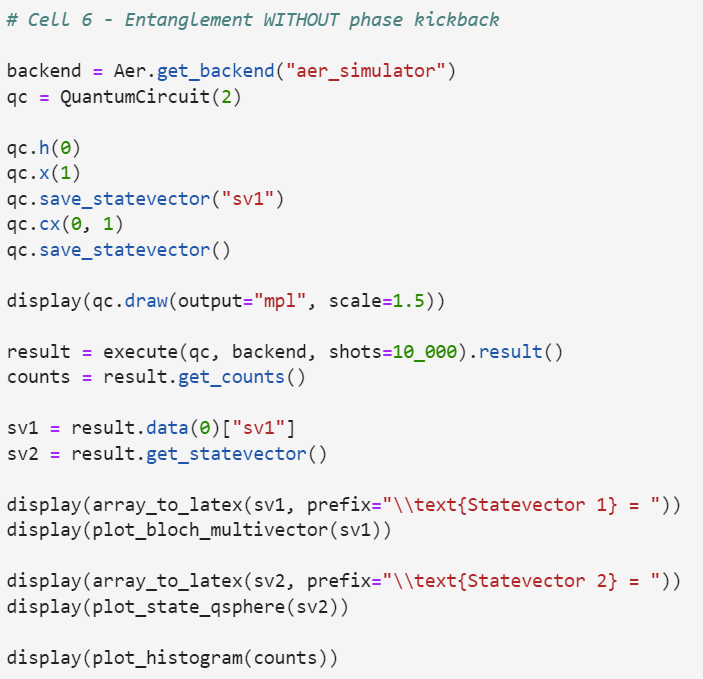 # Cell 6 - Entanglement WITHOUT phase kickback
backend = Aer.get_backend("aer_simulator")
qc = QuantumCircuit(2)
qc.h(0)
qc.x(1)
qc.save_statevector("sv1")
qc.cx(0, 1)
qc.save_statevector()
display(qc.draw(output="mpl", scale=1.5))
result = execute(qc, backend, shots=10_000).result()
counts = result.get_counts()
sv1 = result.data(0)["sv1"]
sv2 = result.get_statevector()
display(array_to_latex(sv1, prefix="\\text{Statevector 1} = "))
display(plot_bloch_multivector(sv1))
display(array_to_latex(sv2, prefix="\\text{Statevector 2} = "))
display(plot_state_qsphere(sv2))
display(plot_histogram(counts))